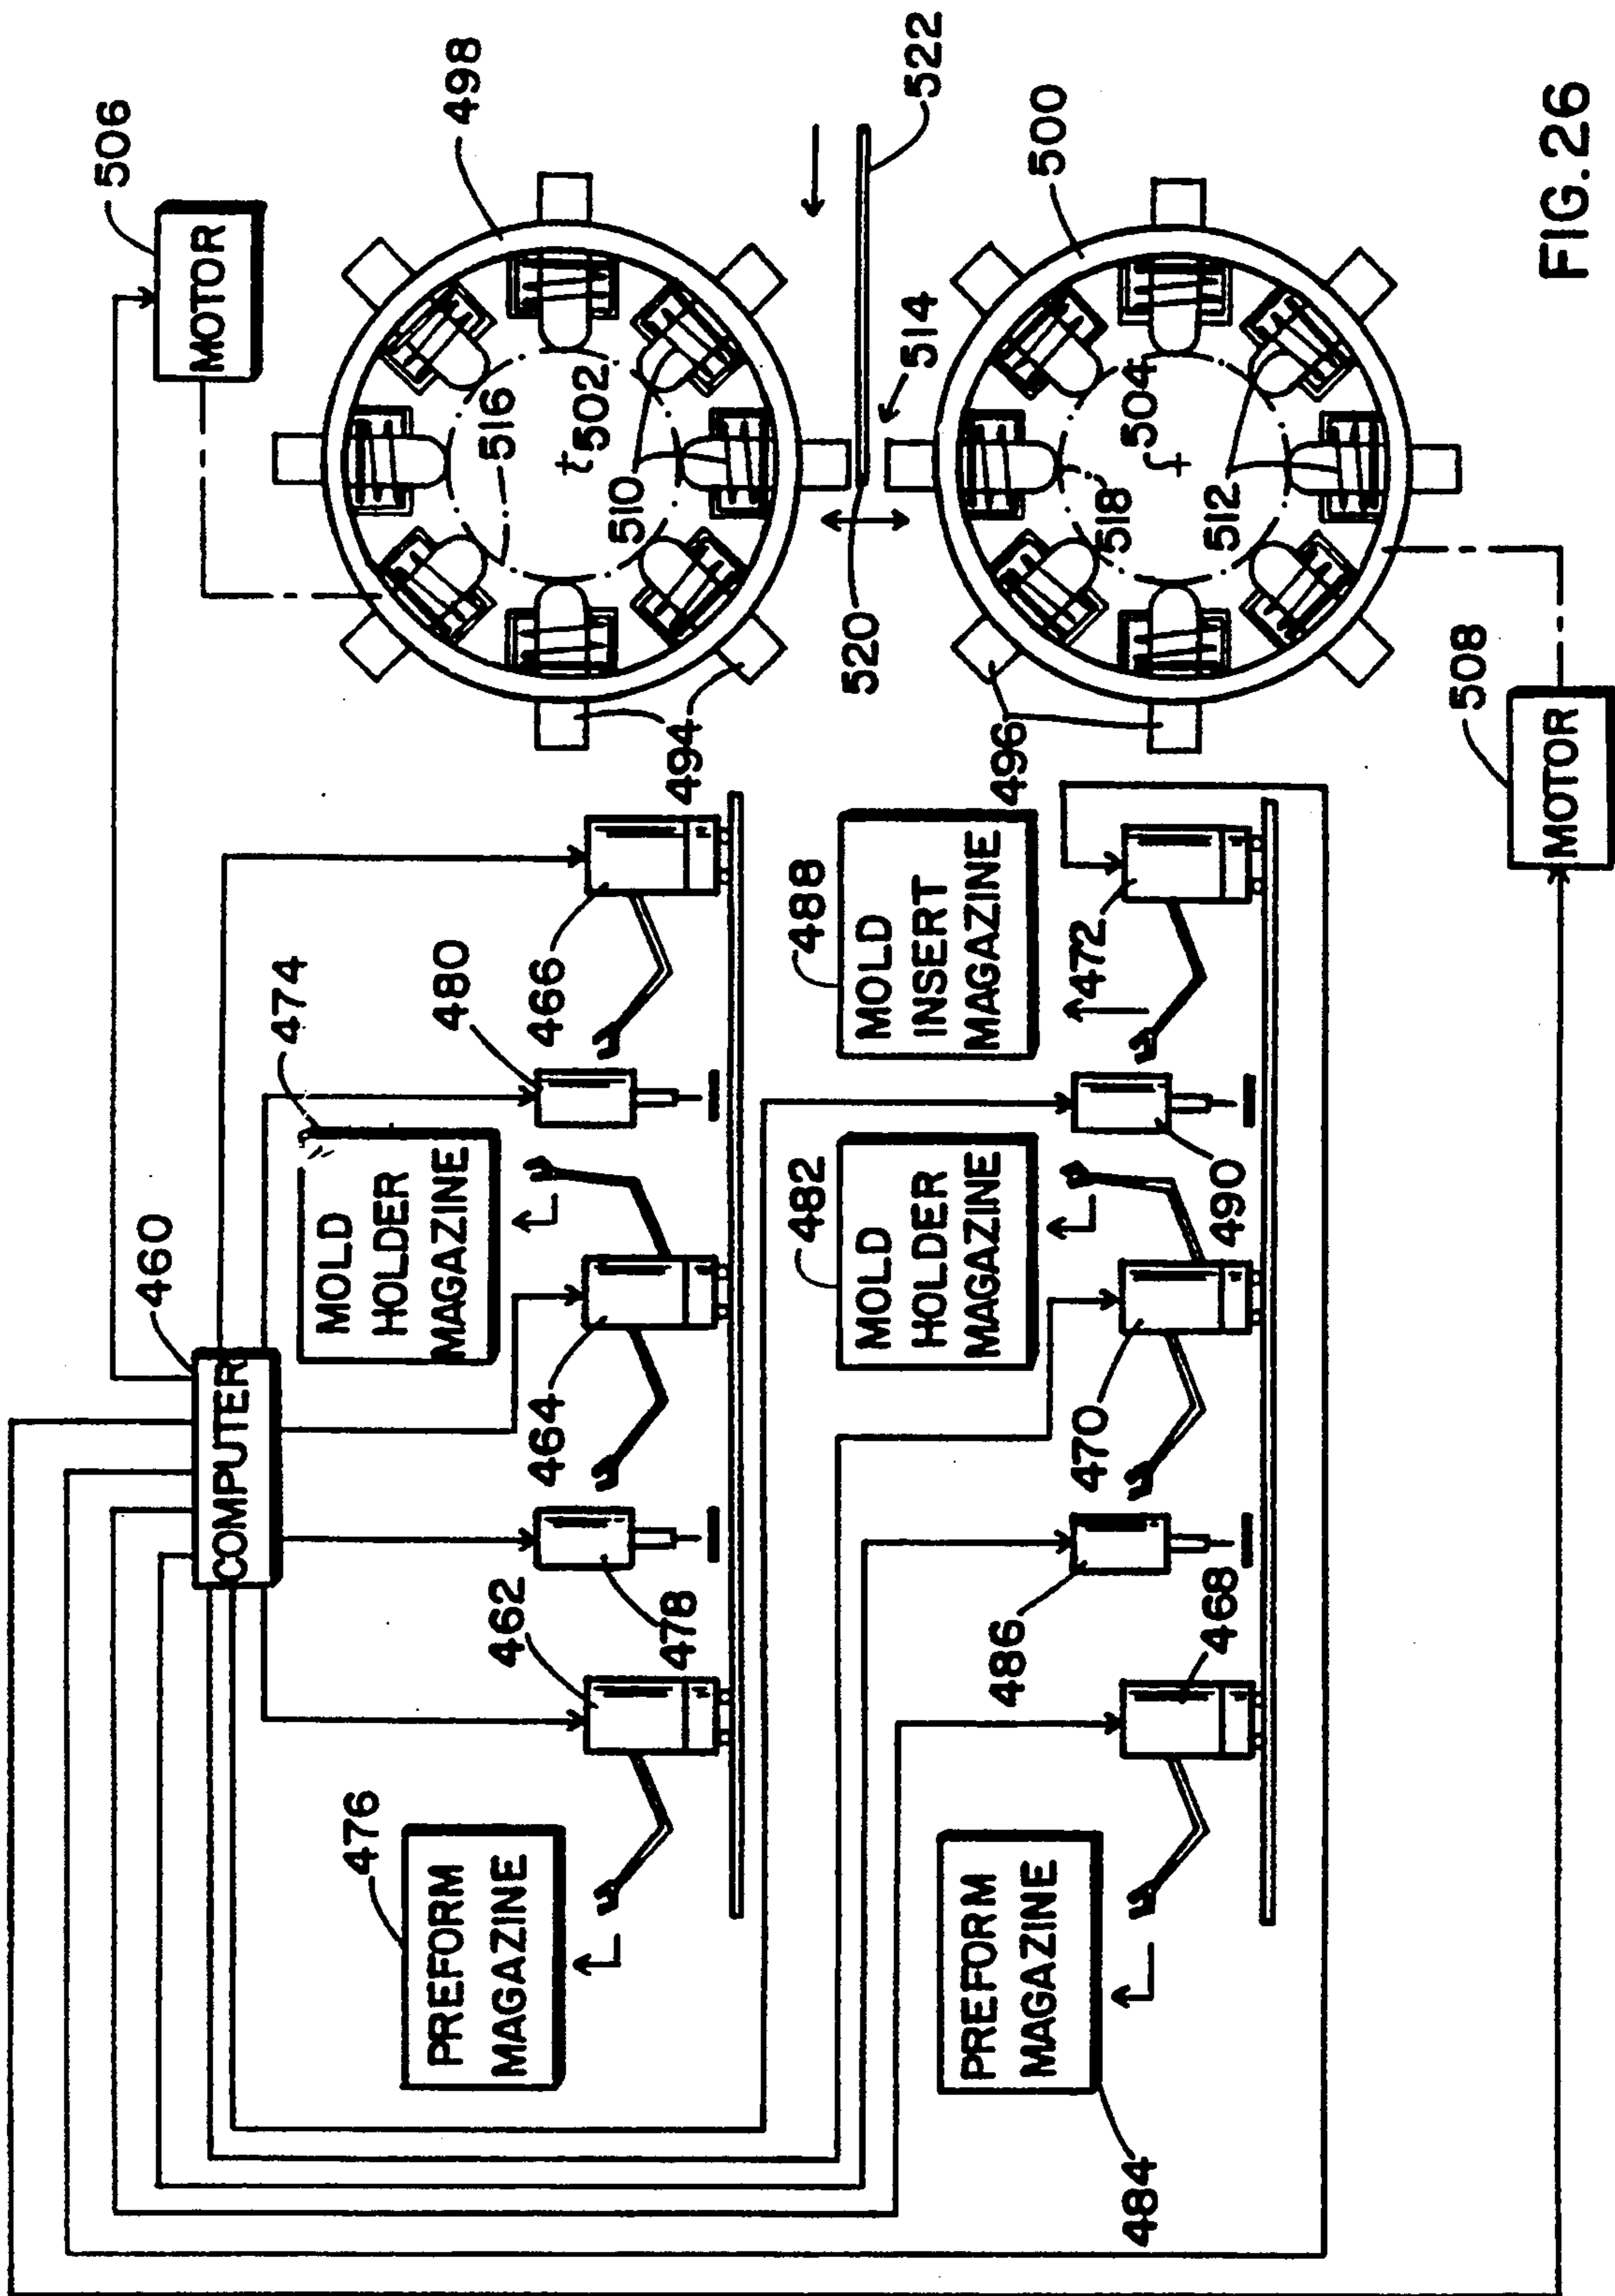 460
COMPUTER
506
MOTOR
474
MOLD
HOLDER
MAGAZINE
476
PREFORM
MAGAZINE
462
478
464
480
466
498
516
502
510
494
522
520
514
482
MOLD
HOLDER
MAGAZINE
488
MOLD
INSERT
MAGAZINE
484
PREFORM
MAGAZINE
486
468
470
490
472
496
500
504
518
512
508
MOTOR
FIG.26